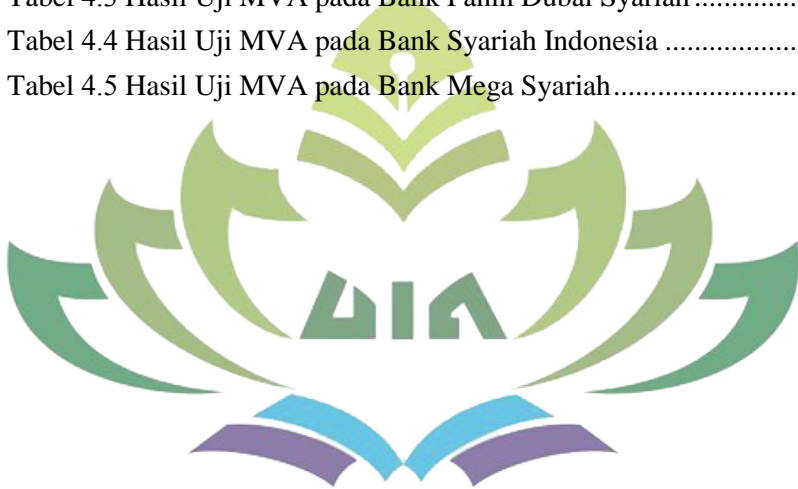 Tabel 4.3 Hasil Uji MVA pada Bank Panin Dubai Syariah................
Tabel 4.4 Hasil Uji MVA pada Bank Syariah Indonesia ..................
Tabel 4.5 Hasil Uji MVA pada Bank Mega Syariah.........................
UIN